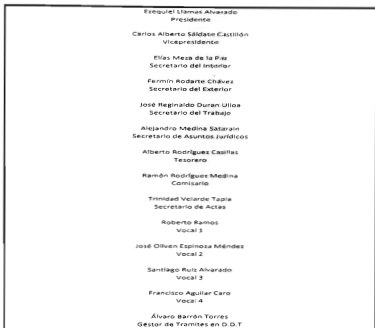 Ezequiel Llamas Alvarado
Presidente
Carlos Alberto Saldate Castillón
Vicepresidente
Elías Meza de la Paz
Secretario del Interior
Fermín Rodarte Chávez
Secretario del Exterior
José Reginaldo Duran Ulloa
Secretario del Trabajo
Alejandro Medina Satarain
Secretario de Asuntos Jurídicos
Alberto Rodríguez Casillas
Tesorero
Ramón Rodríguez Medina
Comisario
Trinidad Velarde Tapia
Secretario de Actas
Roberto Ramos
Vocal 1
José Oliven Espinoza Méndez
Vocal 2
Santiago Ruiz Alvarado
Vocal 3
Francisco Aguilar Caro
Vocal 4
Álvaro Barrón Torres
Gestor de Tramites en D.D.T